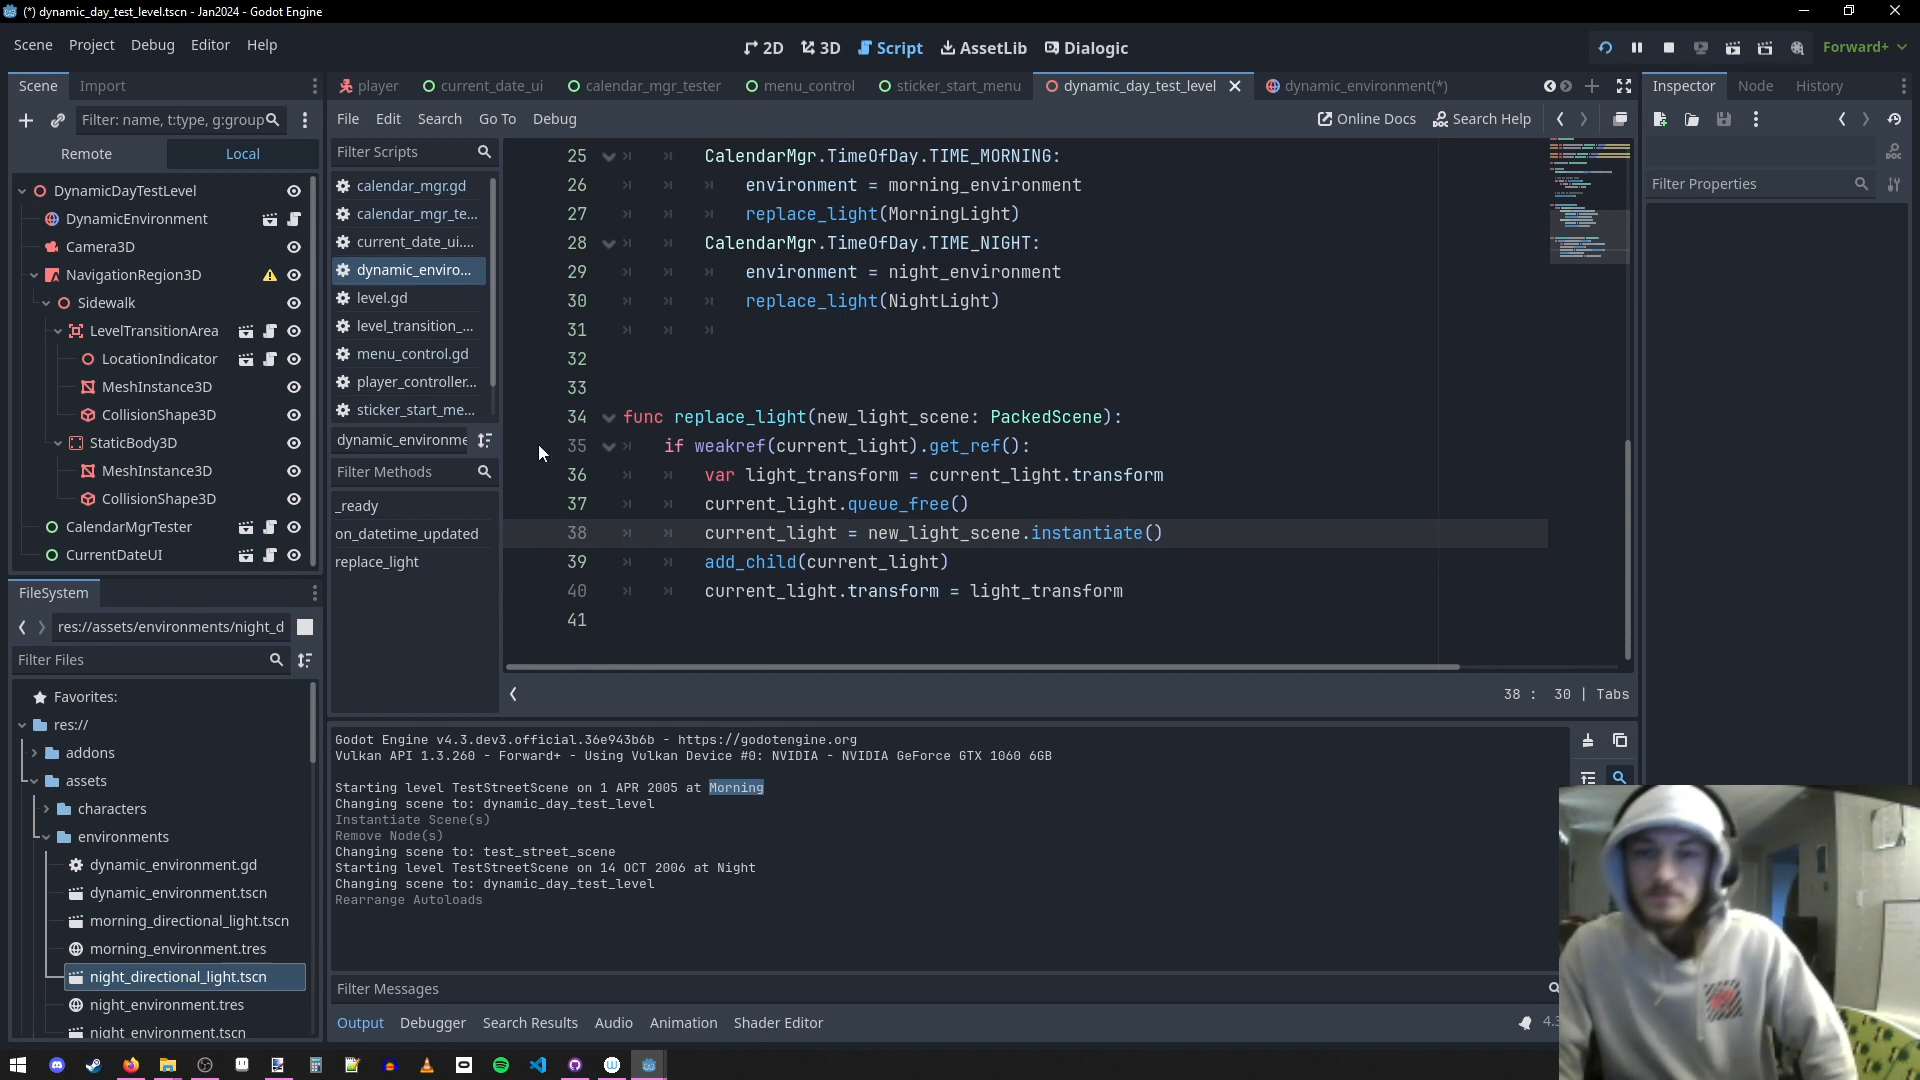 (*) dynamic_day_test_level.tscn - Jan2024 - Godot Engine
Scene Project Debug Editor Help
2D 3D Script AssetLib Dialogic
Forward+
Scene Import
player current_date_ui calendar_mgr_tester menu_control sticker_start_menu dynamic_day_test_level dynamic_environment(*)
Inspector Node History
Filter: name, t:type, g:group
File Edit Search Go To Debug
Online Docs Search Help
Remote Local
Filter Scripts
Filter Properties
DynamicDayTestLevel
DynamicEnvironment
Camera3D
NavigationRegion3D
Sidewalk
LevelTransitionArea
LocationIndicator
MeshInstance3D
CollisionShape3D
StaticBody3D
MeshInstance3D
CollisionShape3D
CalendarMgrTester
CurrentDateUI
calendar_mgr.gd
calendar_mgr_te...
current_date_ui....
dynamic_enviro...
level.gd
level_transition_...
menu_control.gd
player_controller...
sticker_start_me...
dynamic_environme
Filter Methods
_ready
on_datetime_updated
replace_light
25 CalendarMgr.TimeOfDay.TIME_MORNING:
26 environment = morning_environment
27 replace_light(MorningLight)
28 CalendarMgr.TimeOfDay.TIME_NIGHT:
29 environment = night_environment
30 replace_light(NightLight)
31
32
33
34 func replace_light(new_light_scene: PackedScene):
35 if weakref(current_light).get_ref():
36 var light_transform = current_light.transform
37 current_light.queue_free()
38 current_light = new_light_scene.instantiate()
39 add_child(current_light)
40 current_light.transform = light_transform
41
38 : 30 | Tabs
FileSystem
res://assets/environments/night_d
Filter Files
Favorites:
res://
addons
assets
characters
environments
dynamic_environment.gd
dynamic_environment.tscn
morning_directional_light.tscn
morning_environment.tres
night_directional_light.tscn
night_environment.tres
night_environment.tscn
Godot Engine v4.3.dev3.official.36e943b6b - https://godotengine.org
Vulkan API 1.3.260 - Forward+ - Using Vulkan Device #0: NVIDIA - NVIDIA GeForce GTX 1060 6GB
Starting level TestStreetScene on 1 APR 2005 at Morning
Changing scene to: dynamic_day_test_level
Instantiate Scene(s)
Remove Node(s)
Changing scene to: test_street_scene
Starting level TestStreetScene on 14 OCT 2006 at Night
Changing scene to: dynamic_day_test_level
Rearrange Autoloads
Filter Messages
Output Debugger Search Results Audio Animation Shader Editor
4.3